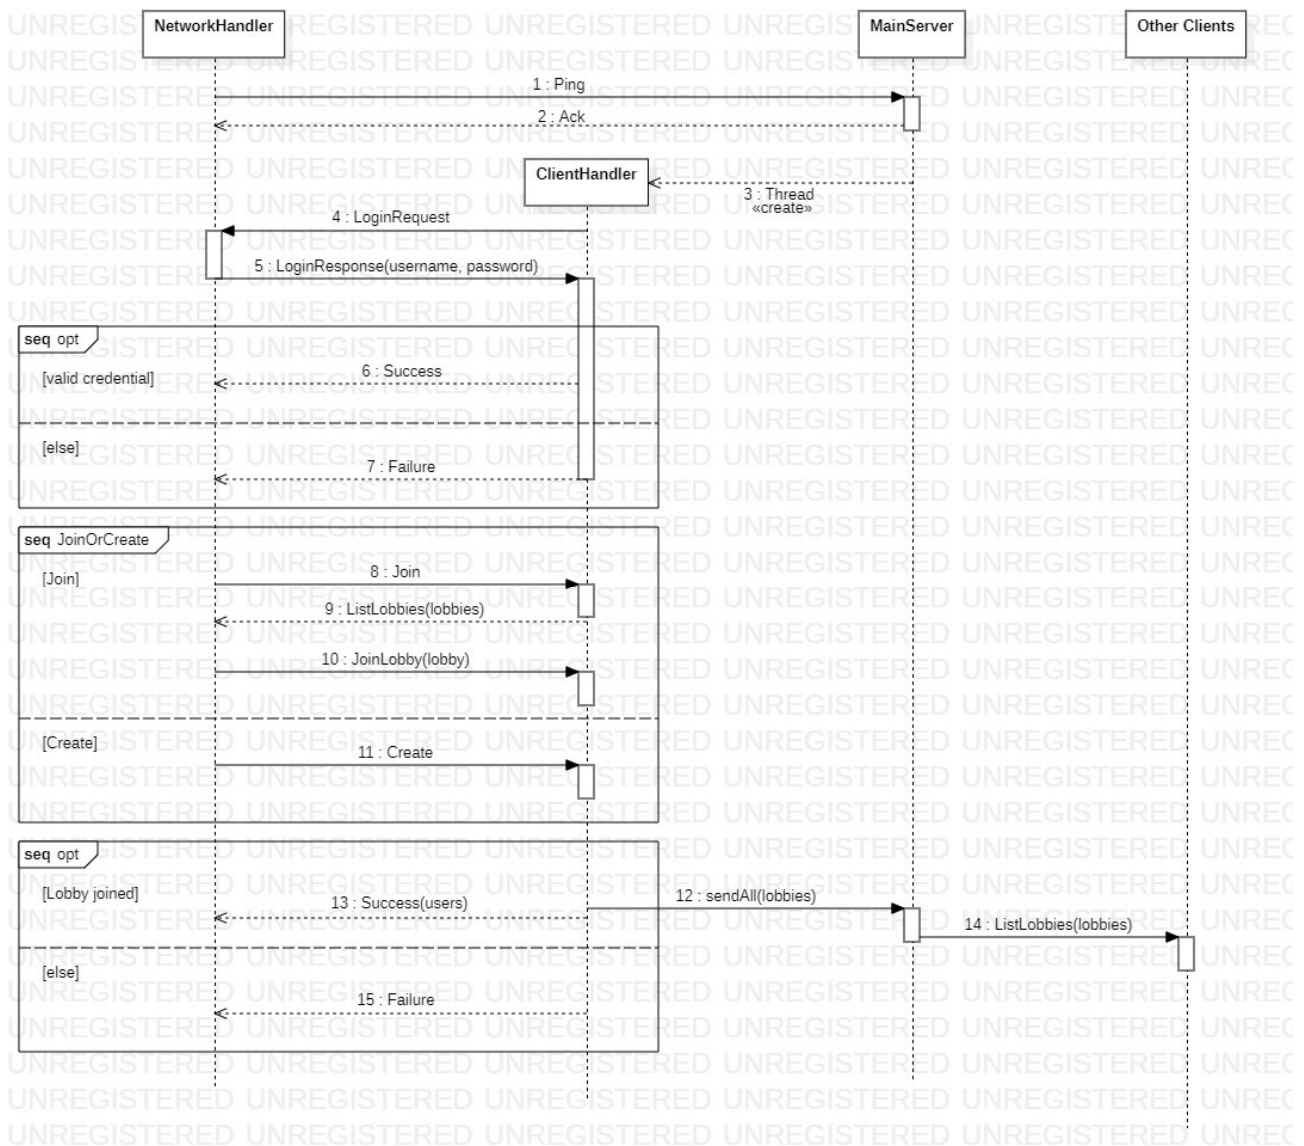 NetworkHandler
MainServer
Other Clients
1 : Ping
2 : Ack
ClientHandler
3 : Thread
«create»
4 : LoginRequest
5 : LoginResponse(username, password)
seq opt
[valid credential]
6 : Success
[else]
7 : Failure
seq JoinOrCreate
[Join]
8 : Join
9 : ListLobbies(lobbies)
10 : JoinLobby(lobby)
[Create]
11 : Create
seq opt
[Lobby joined]
12 : sendAll(lobbies)
13 : Success(users)
14 : ListLobbies(lobbies)
[else]
15 : Failure
UNREGISTERED